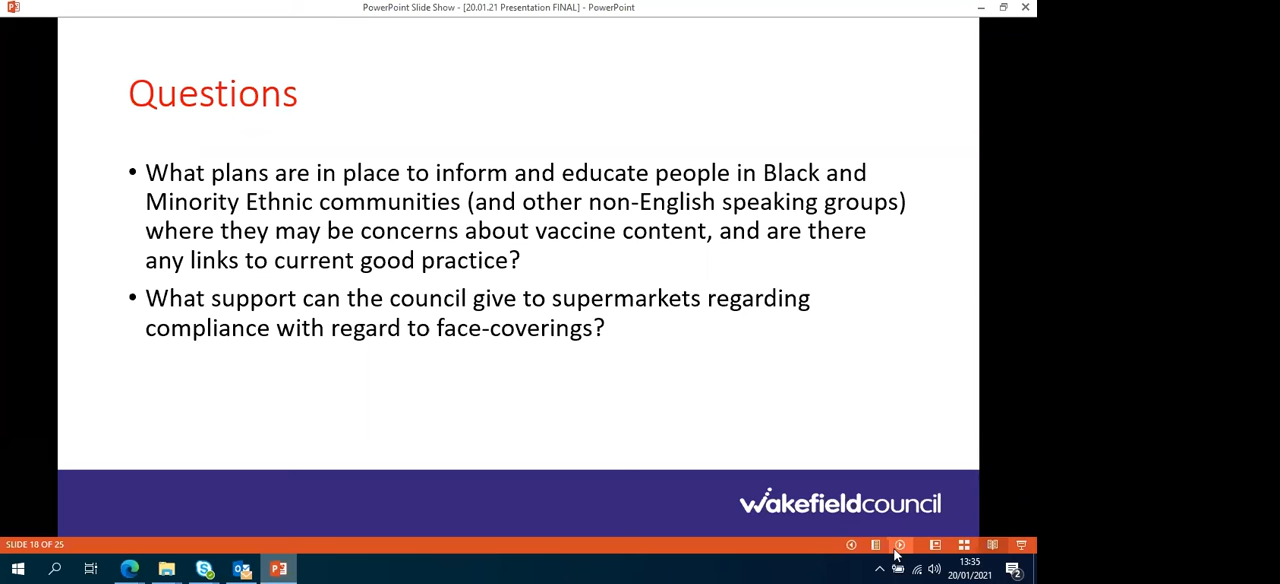 PowerPoint Slide Show - [20.01.21 Presentation FINAL] - PowerPoint
Questions
• What plans are in place to inform and educate people in Black and
Minority Ethnic communities (and other non-English speaking groups)
where they may be concerns about vaccine content, and are there
any links to current good practice?
• What support can the council give to supermarkets regarding
compliance with regard to face-coverings?
wakefieldcouncil
SLIDE 18 OF 25
13:35
20/01/2021
2